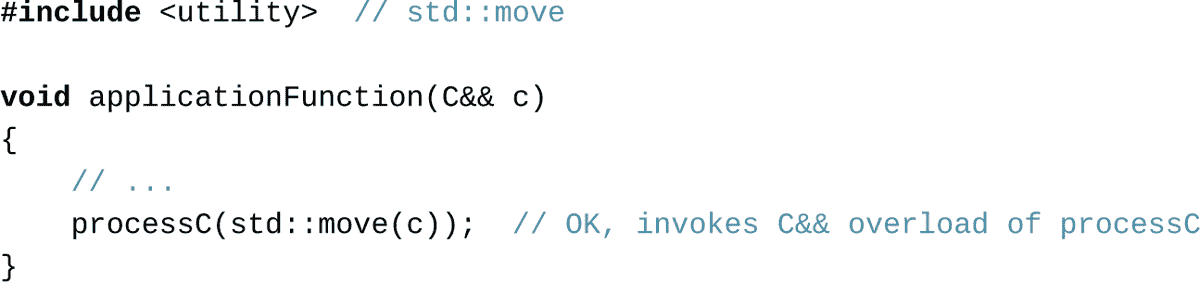 #include <utility>  // std::move
void applicationFunction(C&& c)
{
    // ...
    processC(std::move(c));  // OK, invokes C&& overload of processC
}